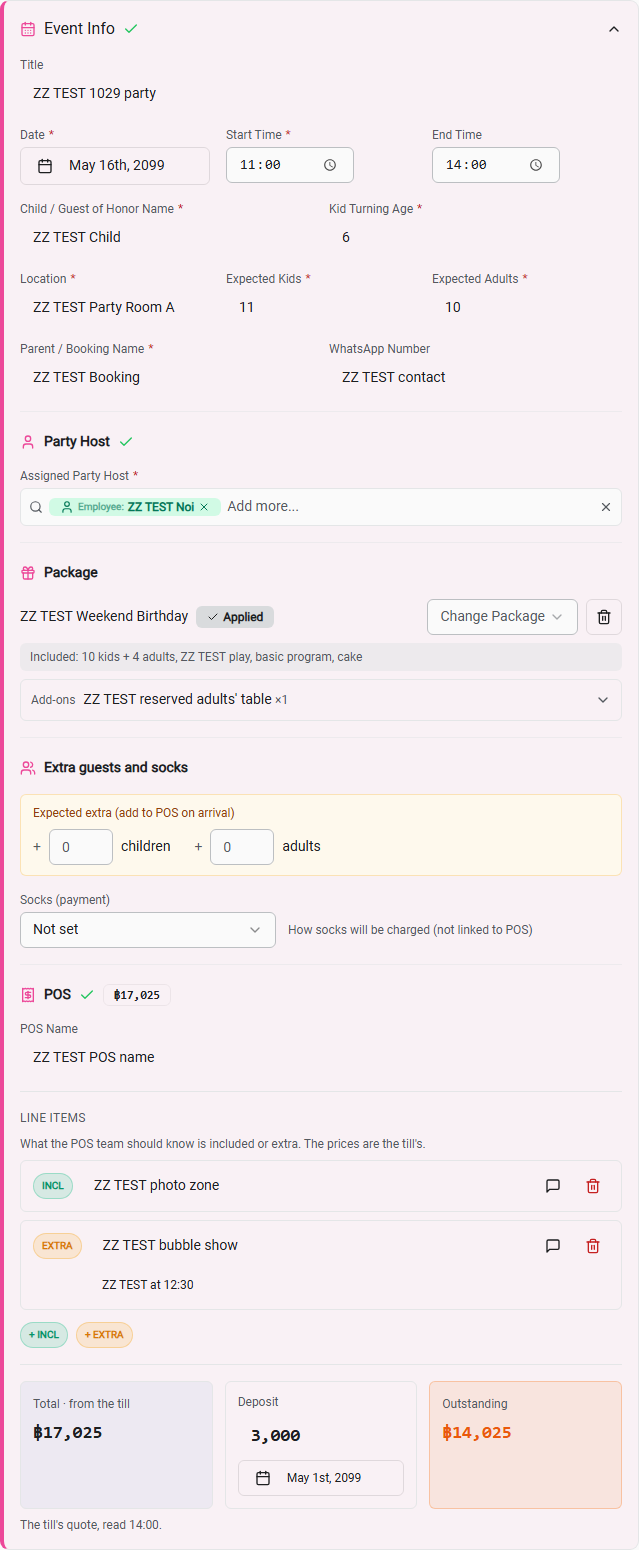 Event Info
Title
ZZ TEST 1029 party
Date *
Start Time *
End Time
May 16th, 2099
11:00
14:00
Child / Guest of Honor Name *
Kid Turning Age *
ZZ TEST Child
6
Location *
Expected Kids *
Expected Adults *
ZZ TEST Party Room A
11
10
Parent / Booking Name *
WhatsApp Number
ZZ TEST Booking
ZZ TEST contact
Party Host
Assigned Party Host *
Employee: ZZ TEST Noi × Add more...
Package
ZZ TEST Weekend Birthday
Applied
Change Package
Included: 10 kids + 4 adults, ZZ TEST play, basic program, cake
Add-ons ZZ TEST reserved adults' table ×1
Extra guests and socks
Expected extra (add to POS on arrival)
+ 0 children + 0 adults
Socks (payment)
Not set
How socks will be charged (not linked to POS)
POS
฿17,025
POS Name
ZZ TEST POS name
LINE ITEMS
What the POS team should know is included or extra. The prices are the till's.
INCL
ZZ TEST photo zone
EXTRA
ZZ TEST bubble show
ZZ TEST at 12:30
+ INCL
+ EXTRA
Total · from the till
฿17,025
Deposit
3,000
May 1st, 2099
Outstanding
฿14,025
The till's quote, read 14:00.